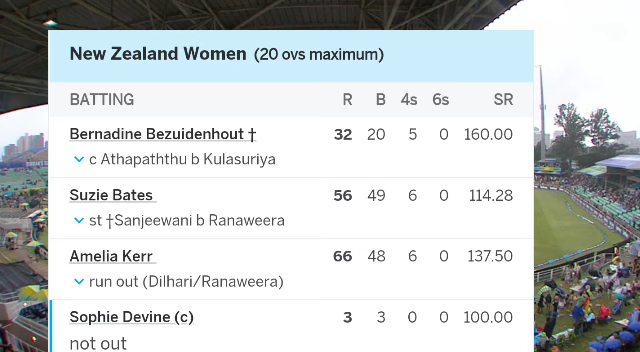 New Zealand Women (20 ovs maximum)
BATTING R B 4s 6s SR
Bernadine Bezuidenhout † 32 20 5 0 160.00
c Athapaththu b Kulasuriya
Suzie Bates 56 49 6 0 114.28
st †Sanjeewani b Ranaweera
Amelia Kerr 66 48 6 0 137.50
run out (Dilhari/Ranaweera)
Sophie Devine (c) 3 3 0 0 100.00
not out